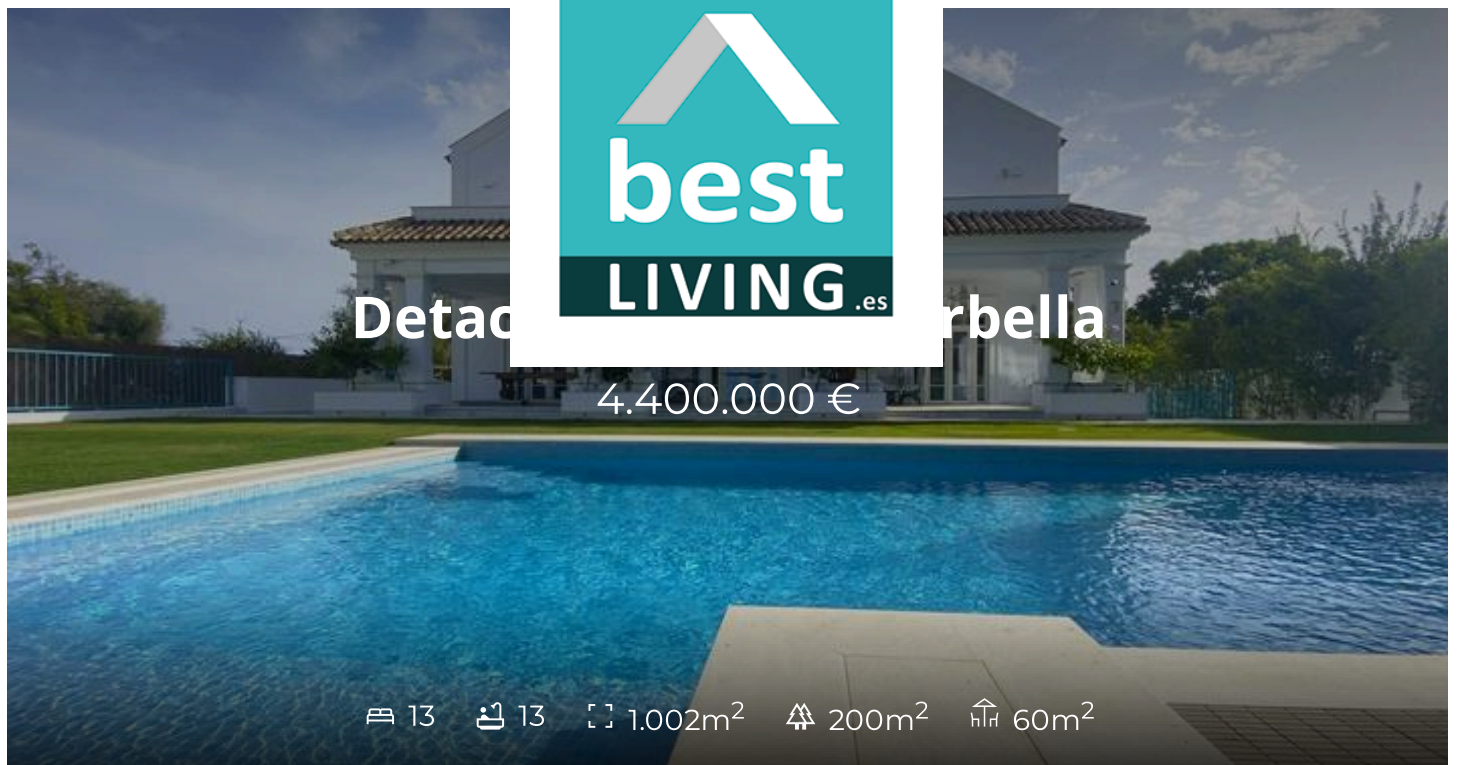 best
LIVING.es
Detac rbella
4.400.000 €
13 13 1.002m² 200m² 60m²